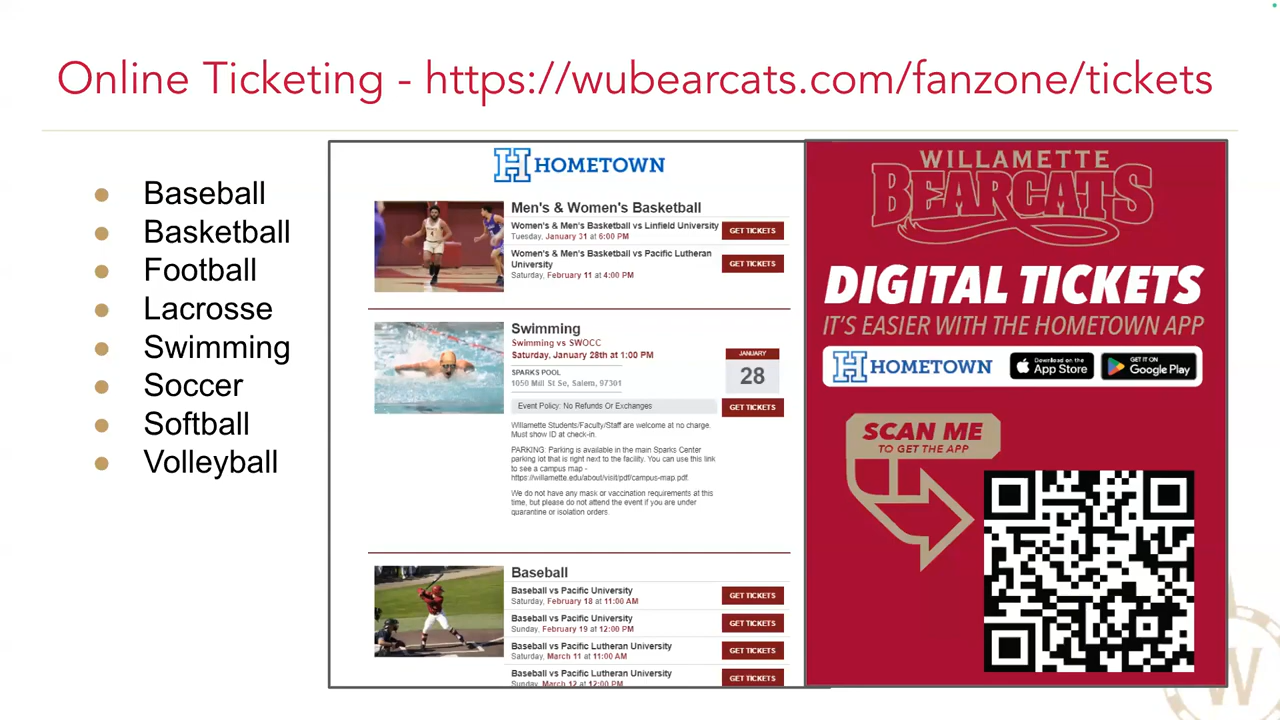 Online Ticketing - https://wubearcats.com/fanzone/tickets
● Baseball
● Basketball
● Football
● Lacrosse
● Swimming
● Soccer
● Softball
● Volleyball
H HOMETOWN
Men's & Women's Basketball
Women's & Men's Basketball vs Linfield University
Tuesday, January 31 at 6:00 PM
GET TICKETS
Women's & Men's Basketball vs Pacific Lutheran
University
Saturday, February 11 at 4:00 PM
GET TICKETS
Swimming
Swimming vs SWOCC
Saturday, January 28th at 1:00 PM
SPARKS POOL
1050 Mill St Se, Salem, 97301
JANUARY
28
Event Policy: No Refunds Or Exchanges
GET TICKETS
Willamette Students/Faculty/Staff are welcome at no charge.
Must show ID at check-in.
PARKING: Parking is available in the main Sparks Center
parking lot that is right next to the facility. You can use this link
to see a campus map -
https://willamette.edu/about/visit/pdf/campus-map.pdf.
We do not have any mask or vaccination requirements at this
time, but please do not attend the event if you are under
quarantine or isolation orders.
Baseball
Baseball vs Pacific University
Saturday, February 18 at 11:00 AM
GET TICKETS
Baseball vs Pacific University
Sunday, February 19 at 12:00 PM
GET TICKETS
Baseball vs Pacific Lutheran University
Saturday, March 11 at 11:00 AM
GET TICKETS
Baseball vs Pacific Lutheran University
Sunday, March 12 at 12:00 PM
GET TICKETS
WILLAMETTE
BEARCATS
DIGITAL TICKETS
IT'S EASIER WITH THE HOMETOWN APP
H HOMETOWN
Download on the
App Store
GET IT ON
Google Play
SCAN ME
TO GET THE APP
W